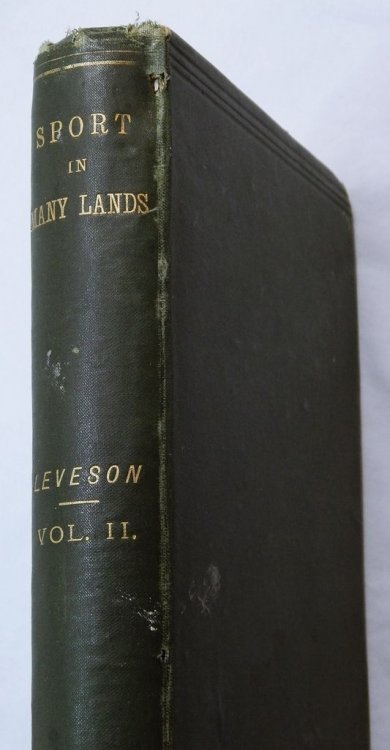 SPORT
IN
MANY LANDS
LEVESON
VOL. II.